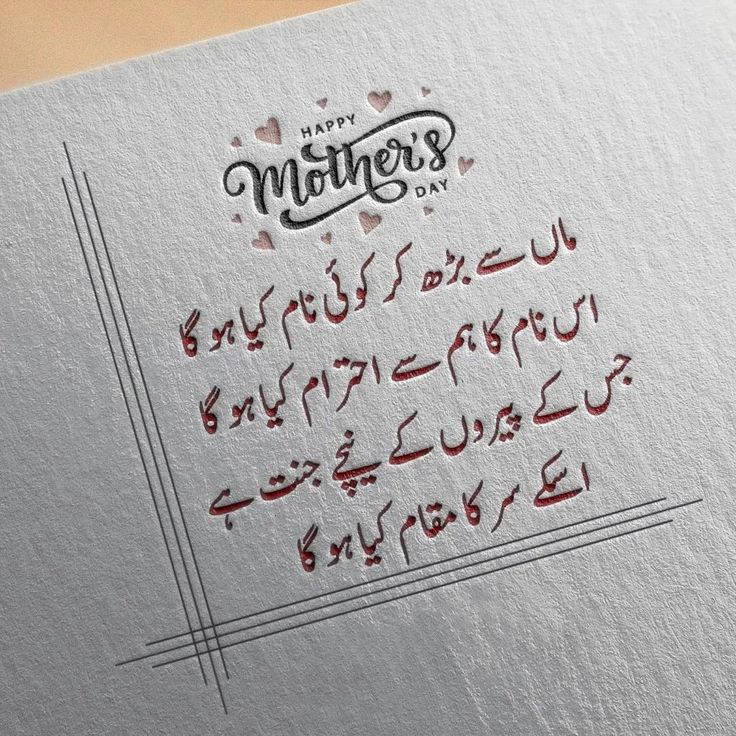 HAPPY
Mother's
DAY
ماں سے بڑھ کر کوئی نام کیا ہو گا
اس نام کا ہم سے احترام کیا ہو گا
جس کے پیروں کے نیچے جنت ہے
اسکے سر کا مقام کیا ہو گا